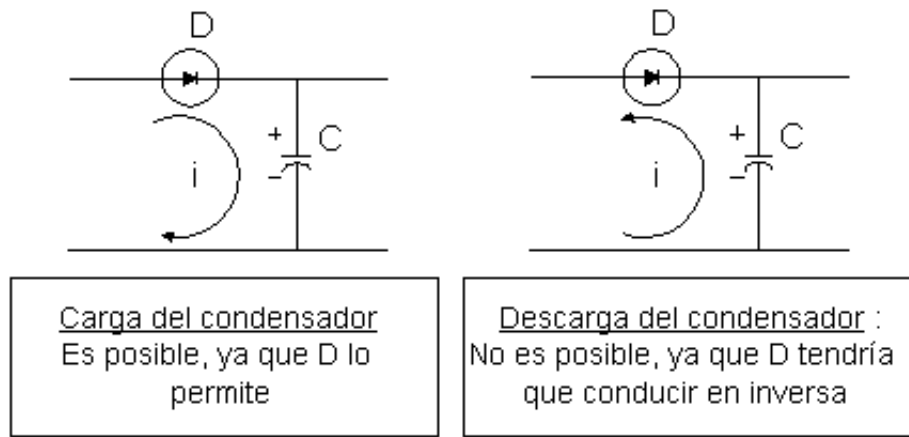 D
+
C
i
−
D
+
C
i
−
Carga del condensador
Es posible, ya que D lo
permite
Descarga del condensador :
No es posible, ya que D tendría
que conducir en inversa